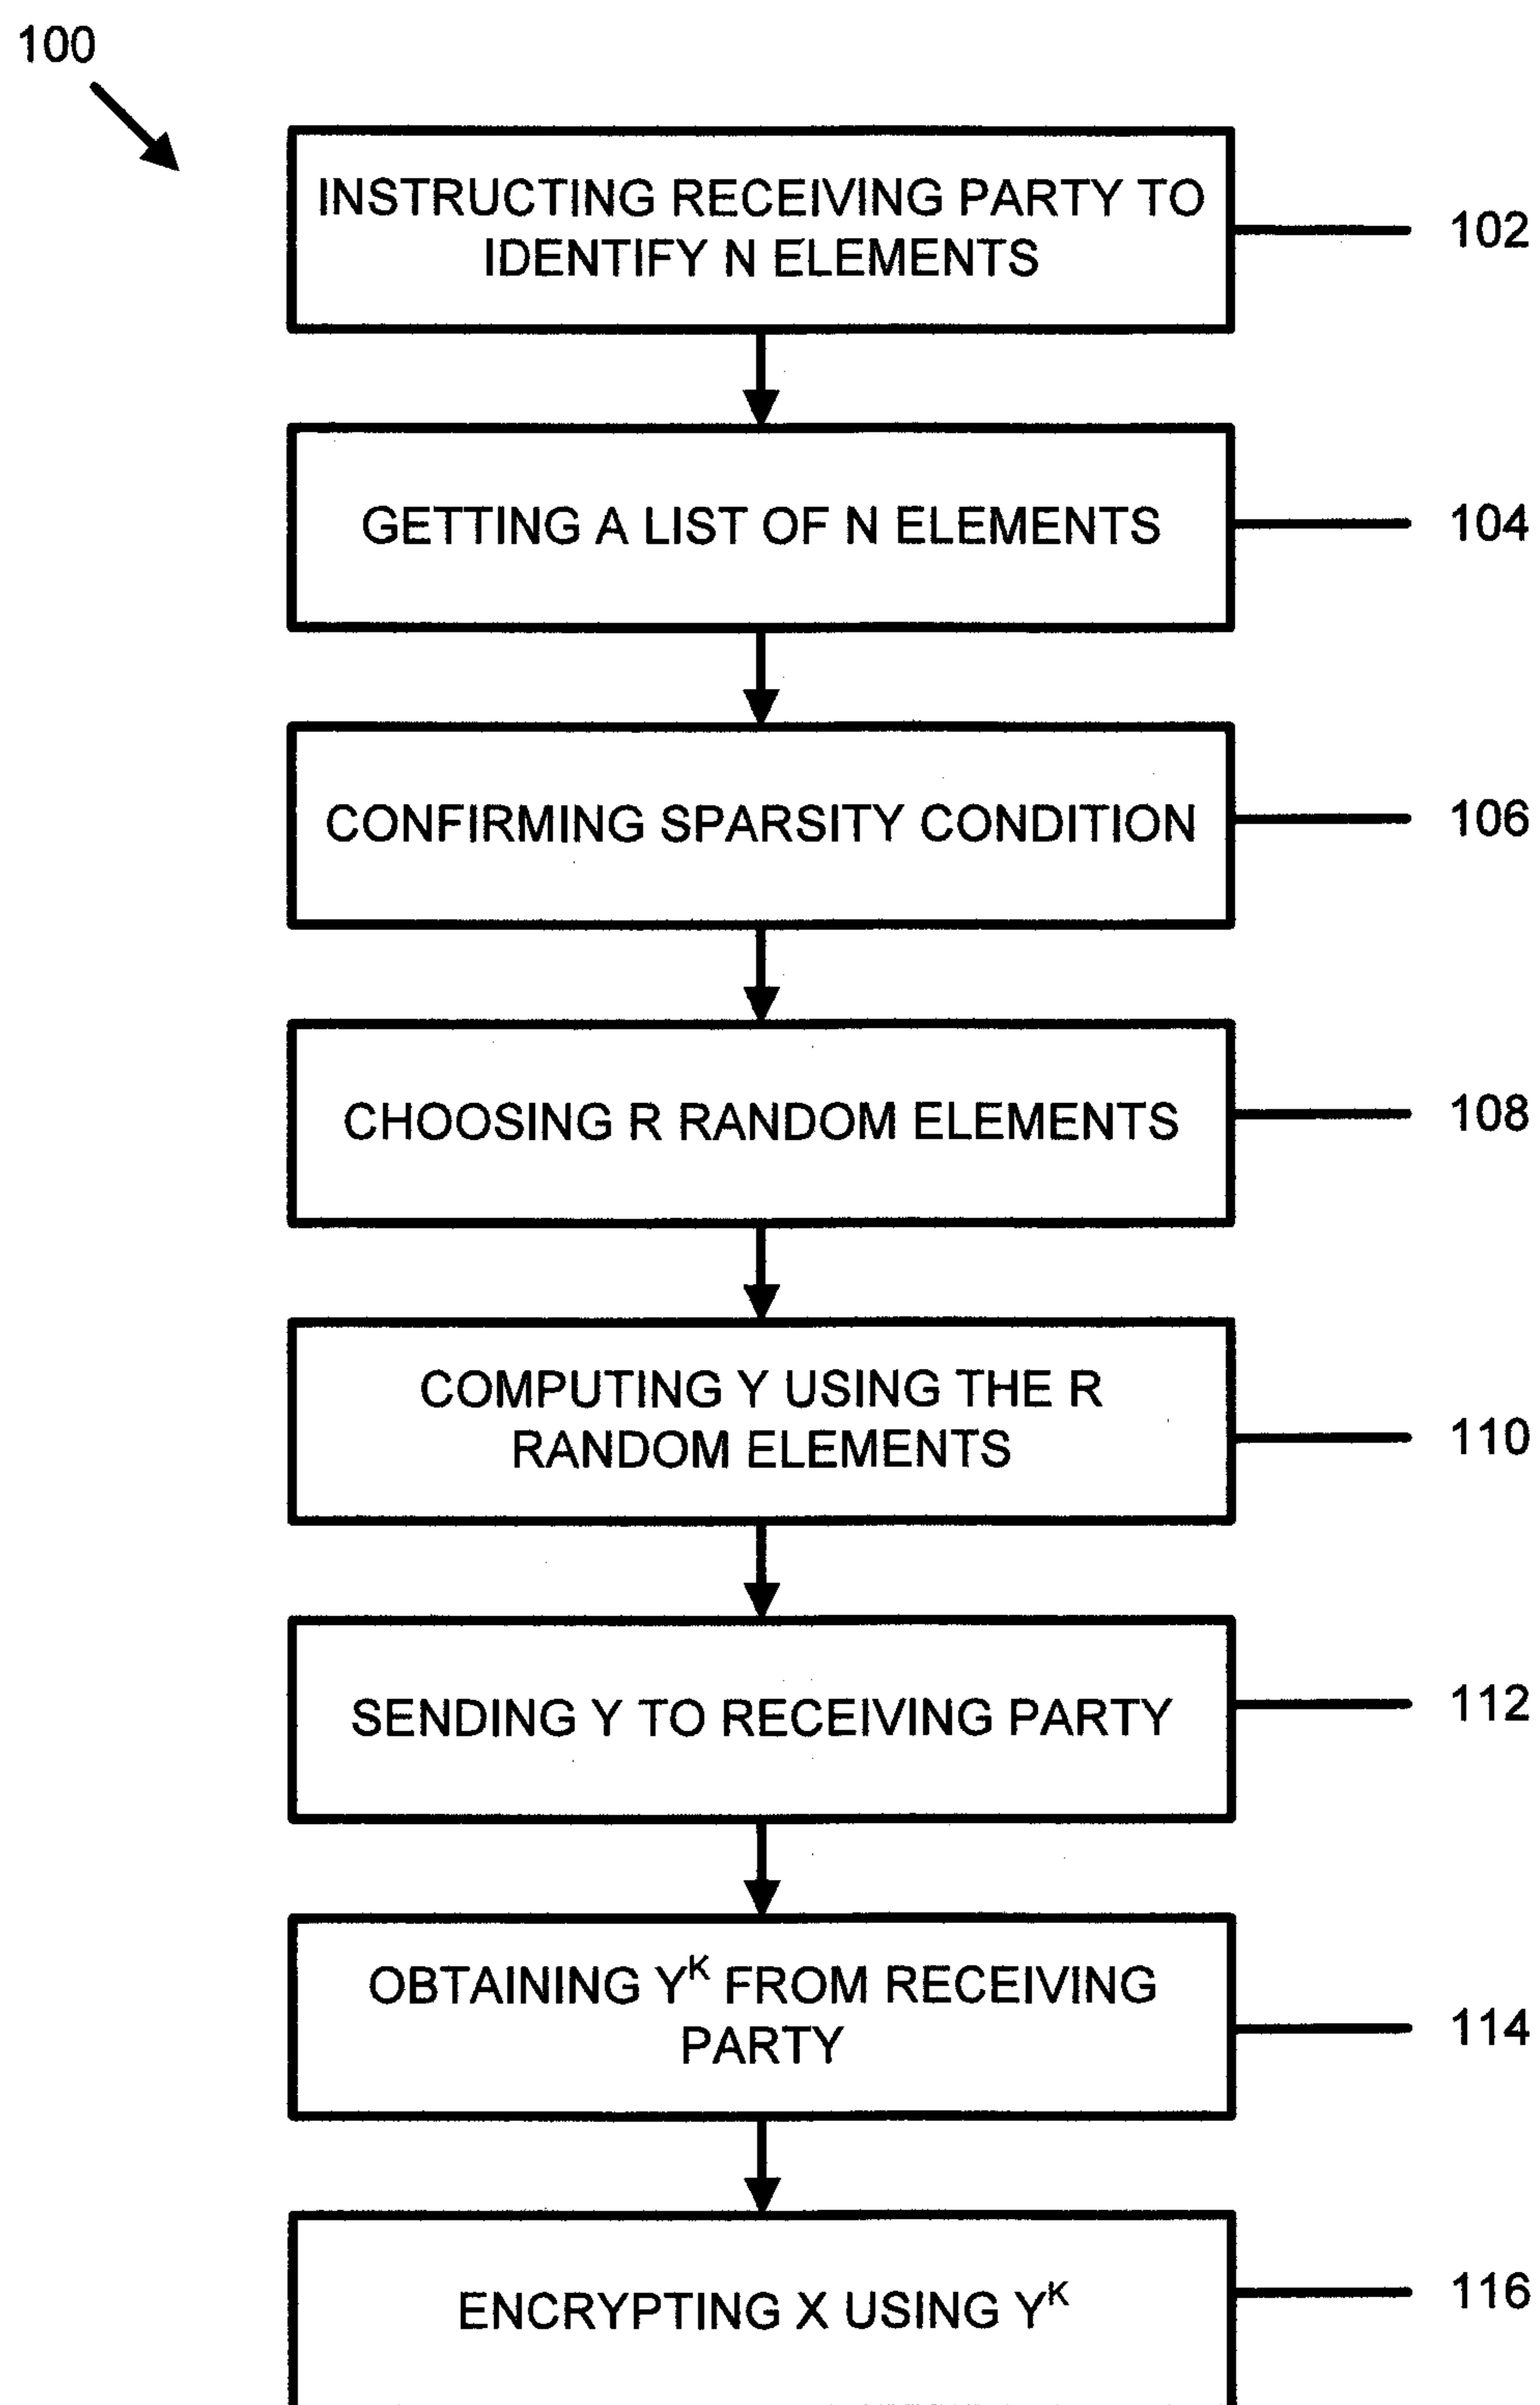 100
INSTRUCTING RECEIVING PARTY TO
IDENTIFY N ELEMENTS
102
GETTING A LIST OF N ELEMENTS
104
CONFIRMING SPARSITY CONDITION
106
CHOOSING R RANDOM ELEMENTS
108
COMPUTING Y USING THE R
RANDOM ELEMENTS
110
SENDING Y TO RECEIVING PARTY
112
OBTAINING Yᴷ FROM RECEIVING
PARTY
114
ENCRYPTING X USING Yᴷ
116